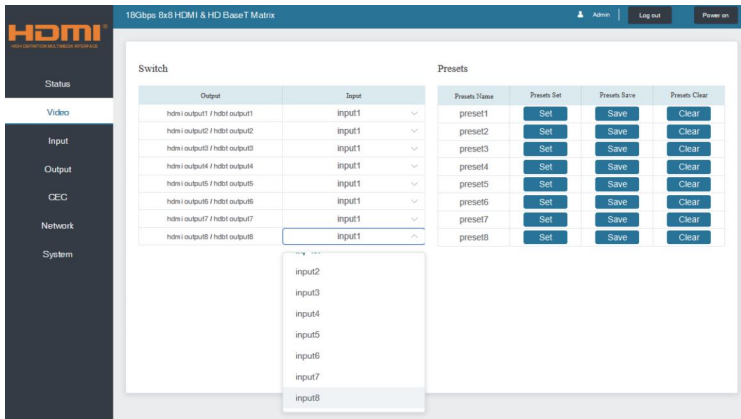 HDMI®
HIGH-DEFINITION MULTIMEDIA INTERFACE
18Gbps 8x8 HDMI & HD BaseT Matrix
Admin
Log out
Power on
Status
Video
Input
Output
CEC
Network
System
Switch
Output Input
hdmi output1 / hdbt output1 input1
hdmi output2 / hdbt output2 input1
hdmi output3 / hdbt output3 input1
hdmi output4 / hdbt output4 input1
hdmi output5 / hdbt output5 input1
hdmi output6 / hdbt output6 input1
hdmi output7 / hdbt output7 input1
hdmi output8 / hdbt output8 input1
input2
input3
input4
input5
input6
input7
input8
Presets
Presets Name Presets Set Presets Save Presets Clear
preset1 Set Save Clear
preset2 Set Save Clear
preset3 Set Save Clear
preset4 Set Save Clear
preset5 Set Save Clear
preset6 Set Save Clear
preset7 Set Save Clear
preset8 Set Save Clear